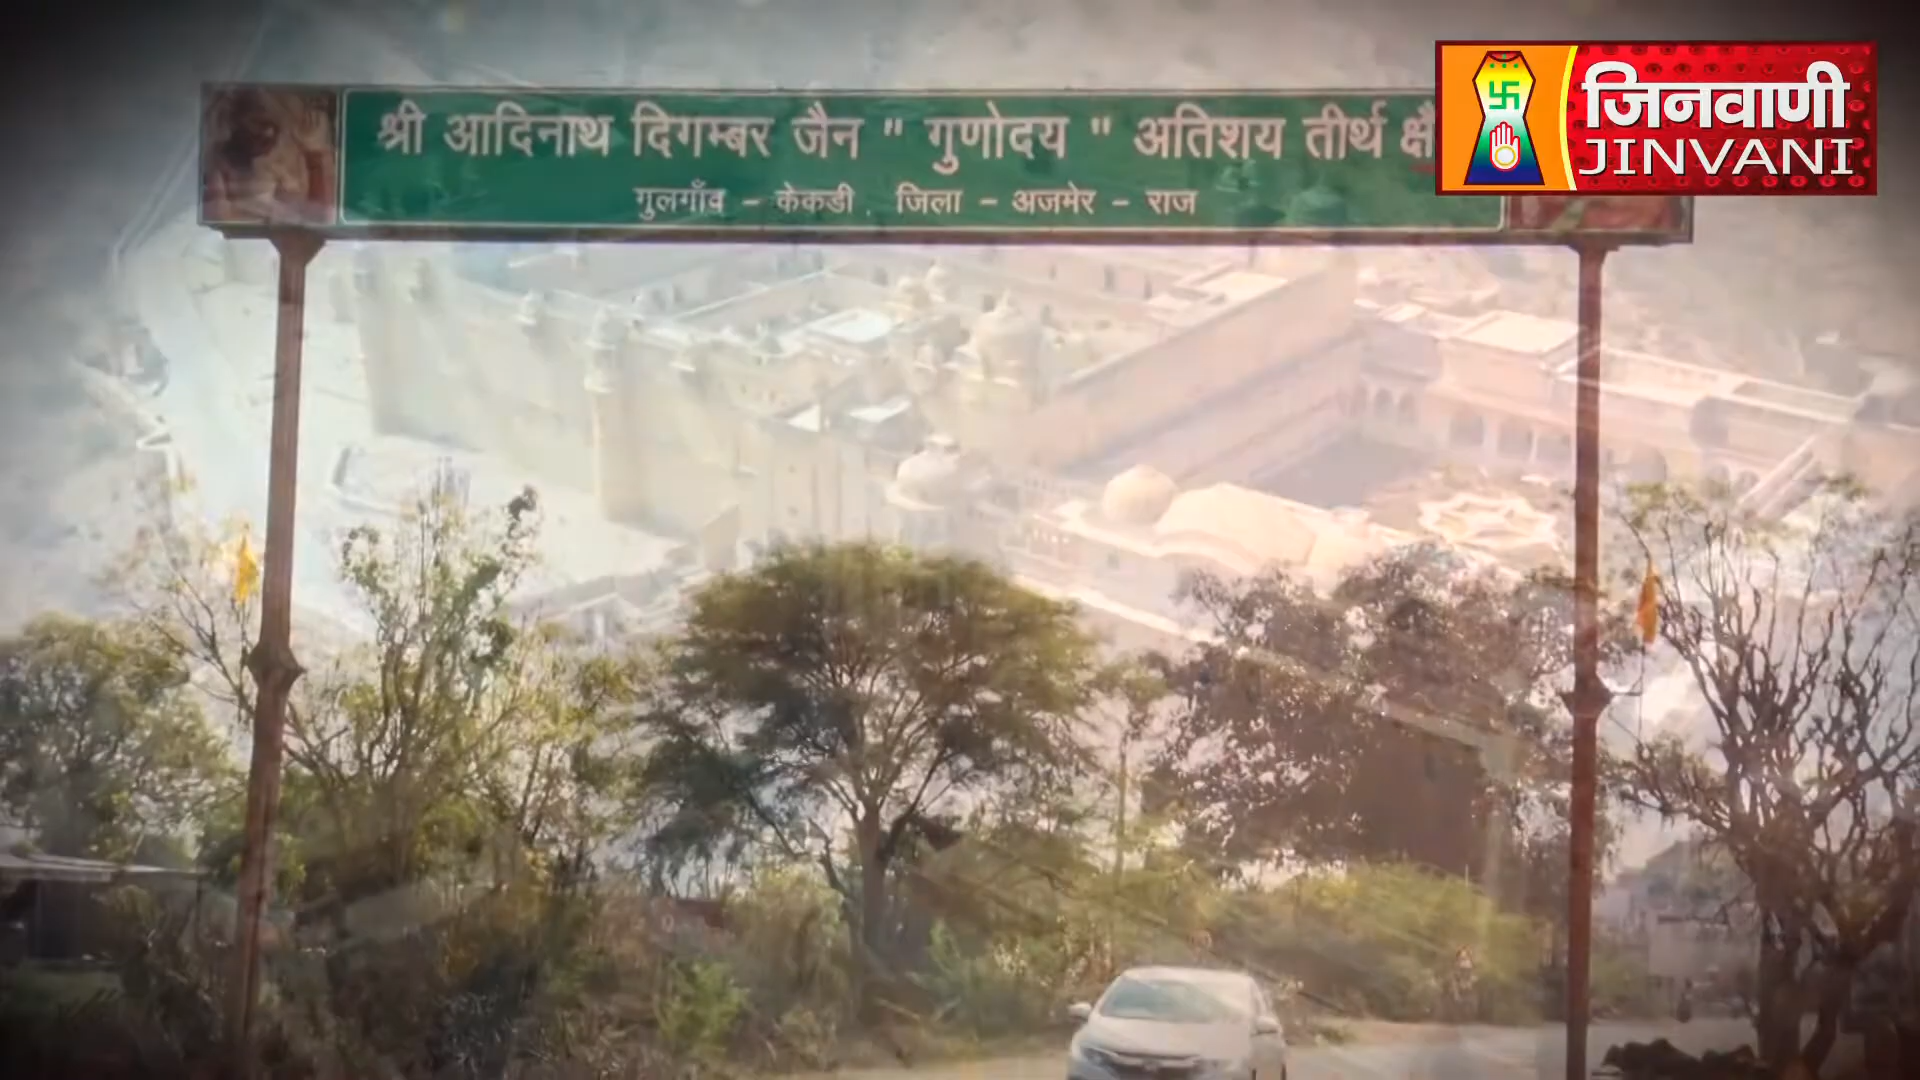 श्री आदिनाथ दिगम्बर जैन " गुणोदय " अतिशय तीर्थ
गुलगाँव - केकडी . जिला - अजमेर - राज
जिनवाणी
JINVANI